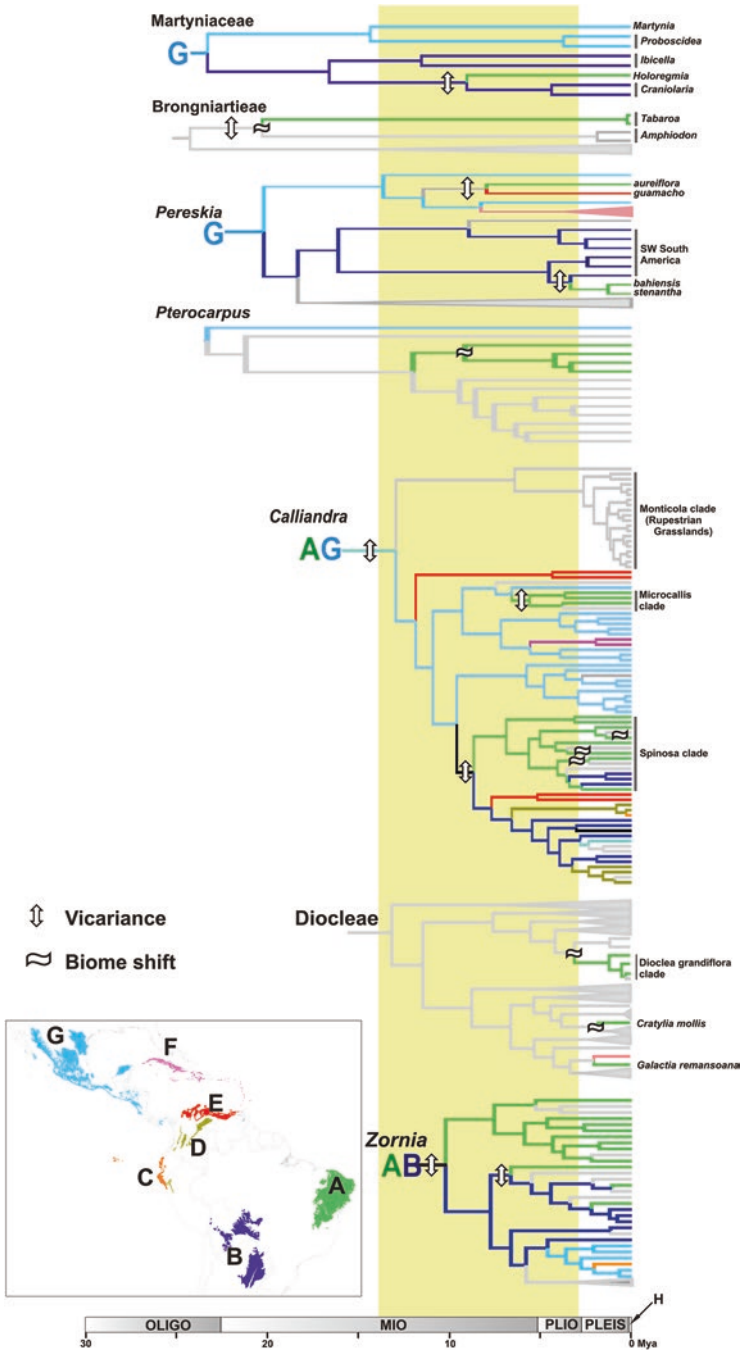 Martyniaceae
G
Martynia
Proboscidea
Ibicella
Holoregmia
Craniolaria
Brongniartieae
Tabaroa
Amphiodon
Pereskia
G
aureiflora
guamacho
SW South
America
bahiensis
stenantha
Pterocarpus
Calliandra
AG
Monticola clade
(Rupestrian
Grasslands)
Microcallis
clade
Spinosa clade
Vicariance
Biome shift
Diocleae
Dioclea grandiflora
clade
Cratylia mollis
Galactia remansoana
Zornia
AB
G
F
E
D
C
A
B
H
OLIGO
MIO
PLIO
PLEIS
30
20
10
0 Mya